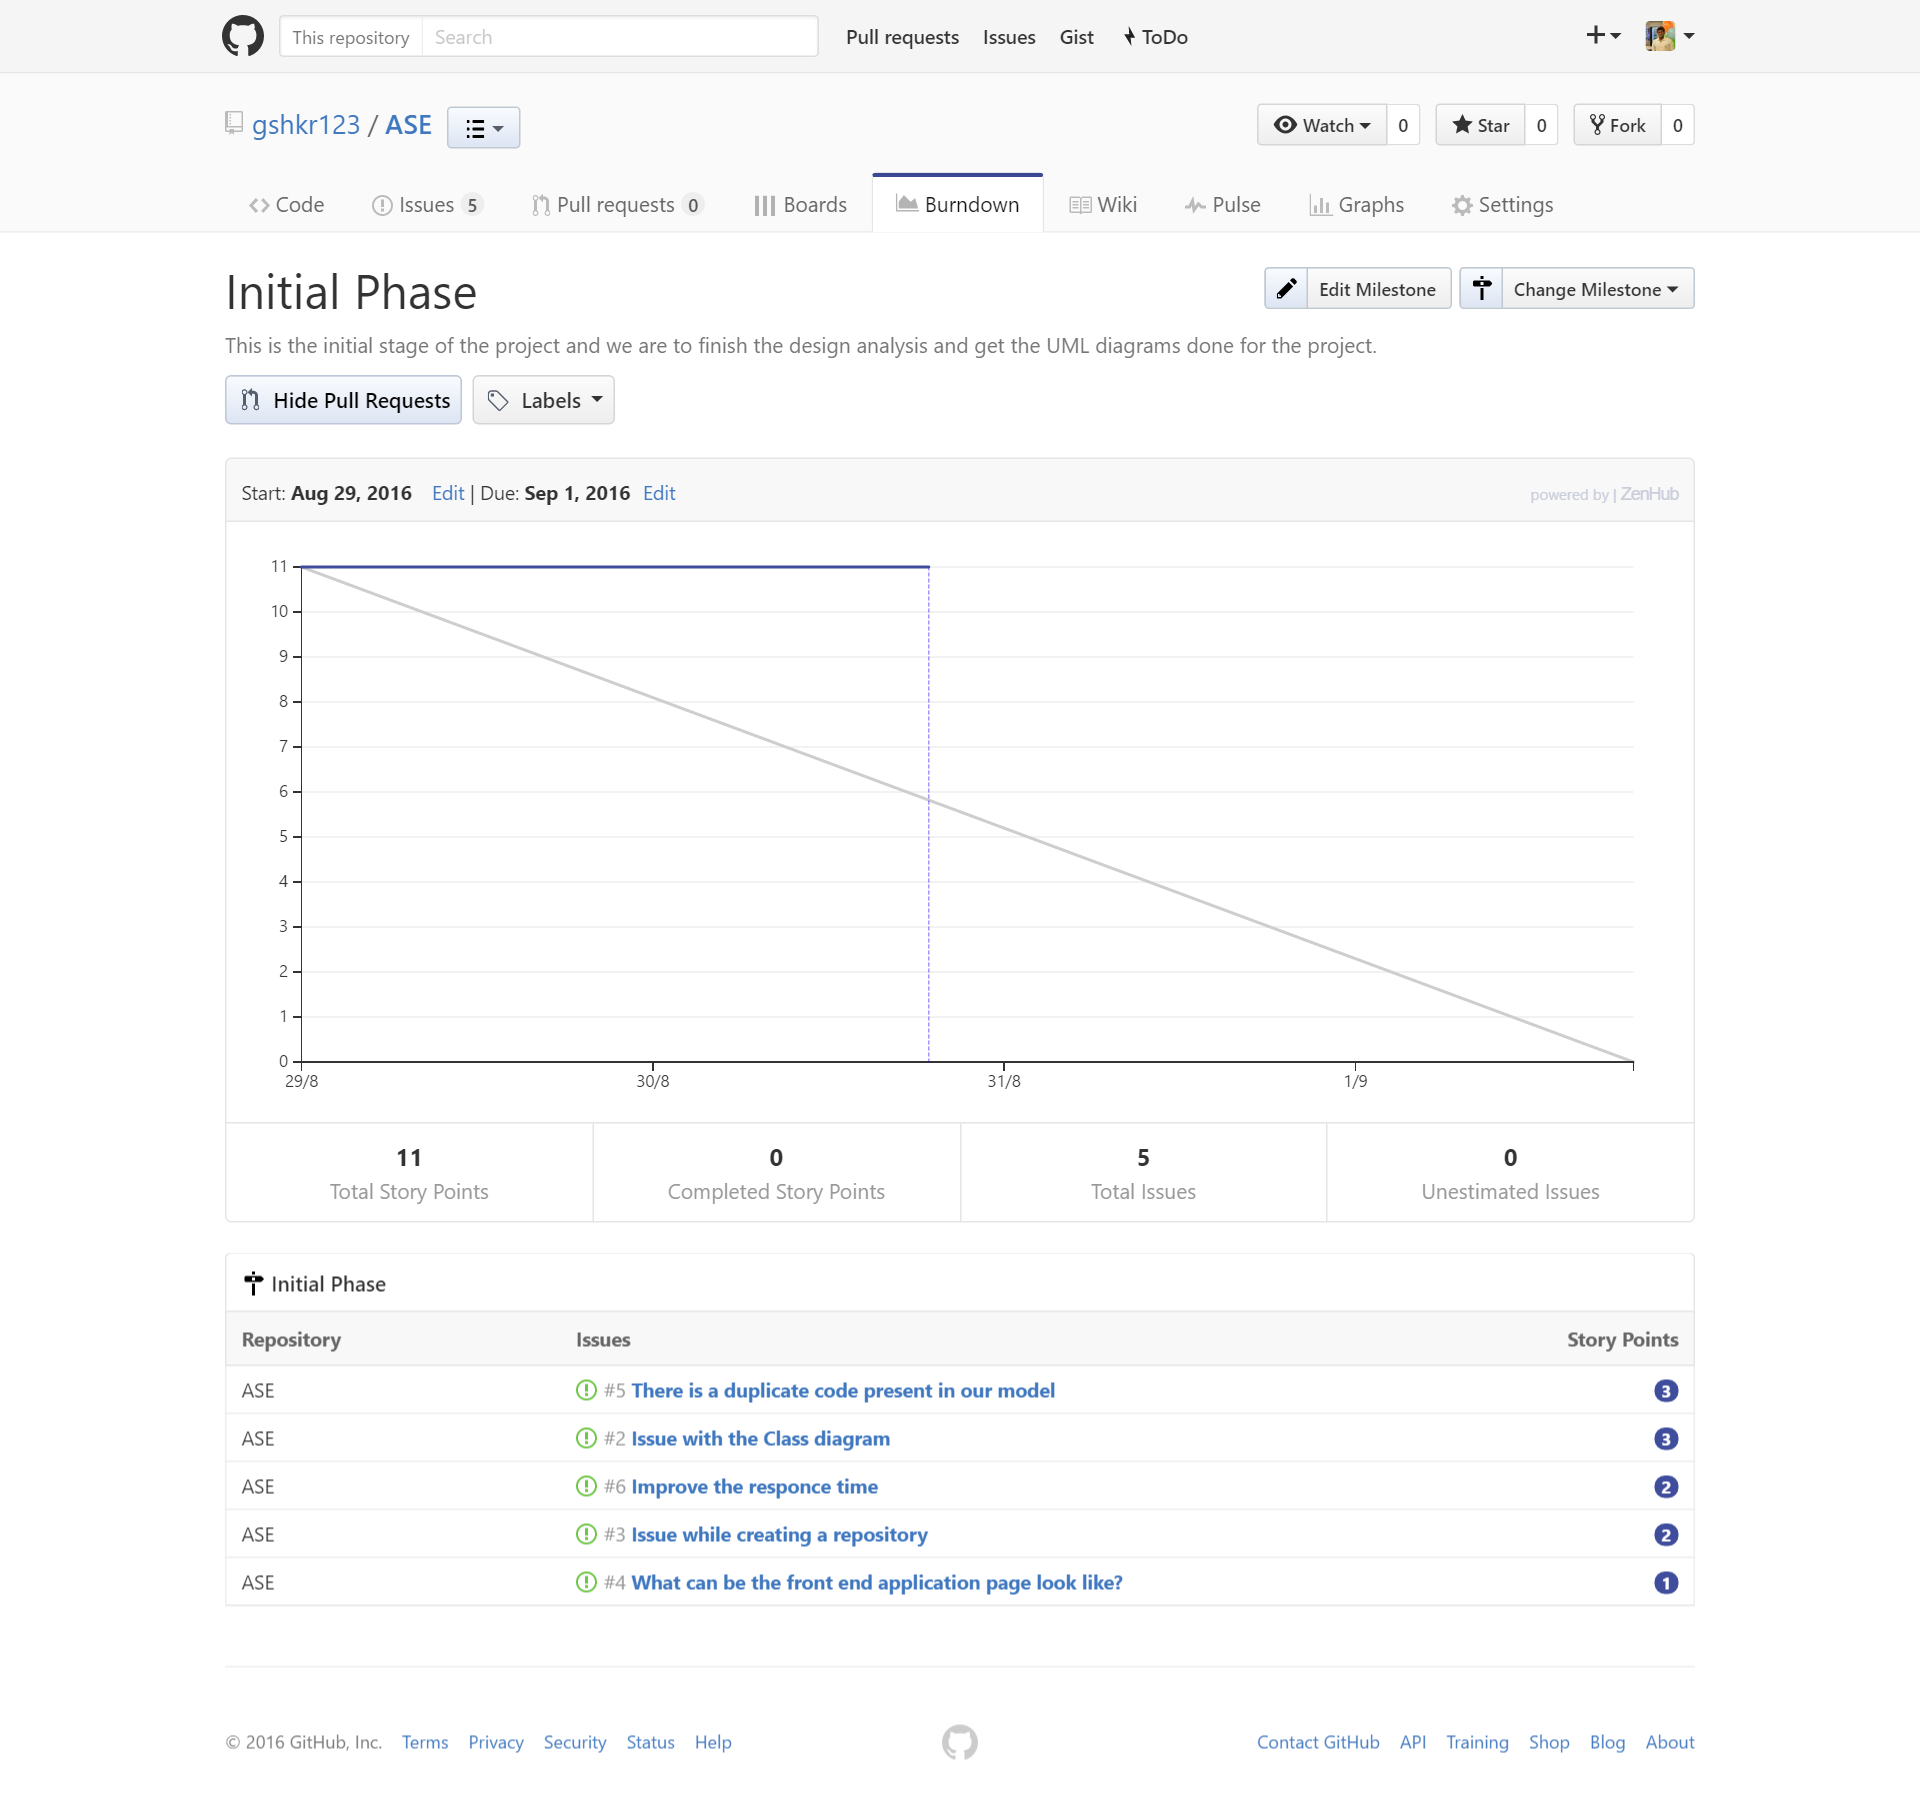 This repository Search Pull requests Issues Gist ToDo
gshkr123 / ASE Watch 0 Star 0 Fork 0
Code Issues 5 Pull requests 0 Boards Burndown Wiki Pulse Graphs Settings
Initial Phase Edit Milestone Change Milestone
This is the initial stage of the project and we are to finish the design analysis and get the UML diagrams done for the project.
Hide Pull Requests Labels
Start: Aug 29, 2016 Edit | Due: Sep 1, 2016 Edit powered by | ZenHub
11
10
9
8
7
6
5
4
3
2
1
0
29/8 30/8 31/8 1/9
11 0 5 0
Total Story Points Completed Story Points Total Issues Unestimated Issues
Initial Phase
Repository Issues Story Points
ASE #5 There is a duplicate code present in our model 3
ASE #2 Issue with the Class diagram 3
ASE #6 Improve the responce time 2
ASE #3 Issue while creating a repository 2
ASE #4 What can be the front end application page look like? 1
© 2016 GitHub, Inc. Terms Privacy Security Status Help Contact GitHub API Training Shop Blog About